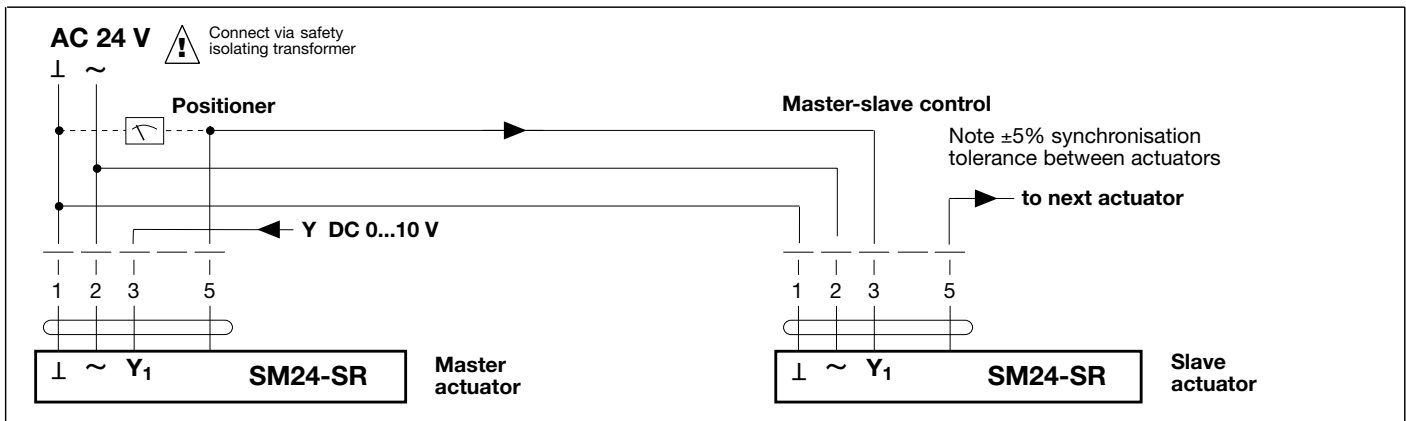 AC 24 V
Connect via safety
isolating transformer
⊥ ~
Positioner
Master-slave control
Note ±5% synchronisation
tolerance between actuators
to next actuator
Y DC 0...10 V
1 2 3 5
1 2 3 5
⊥ ~ Y1 SM24-SR
Master
actuator
⊥ ~ Y1 SM24-SR
Slave
actuator